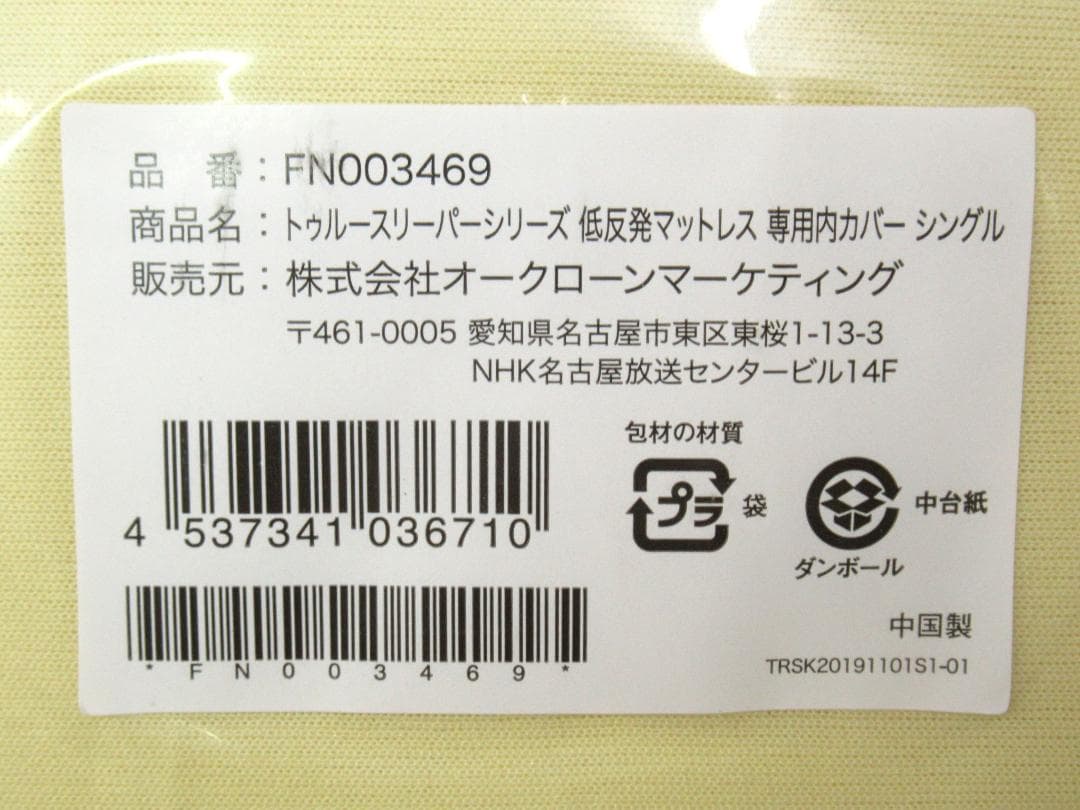 品 番：FN003469
商品名：トゥルースリーパーシリーズ 低反発マットレス 専用内カバー シングル
販売元：株式会社オークローンマーケティング
〒461-0005 愛知県名古屋市東区東桜1-13-3
NHK名古屋放送センタービル14F
包材の材質
プラ 袋
中台紙
ダンボール
4 537341 036710
*FN003469*
中国製
TRSK20191101S1-01